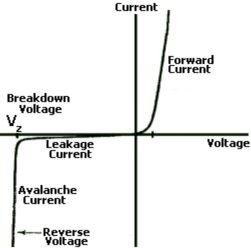 Current
Forward
Current
Breakdown
Voltage
Vz
Leakage
Current
Voltage
Avalanche
Current
Reverse
Voltage